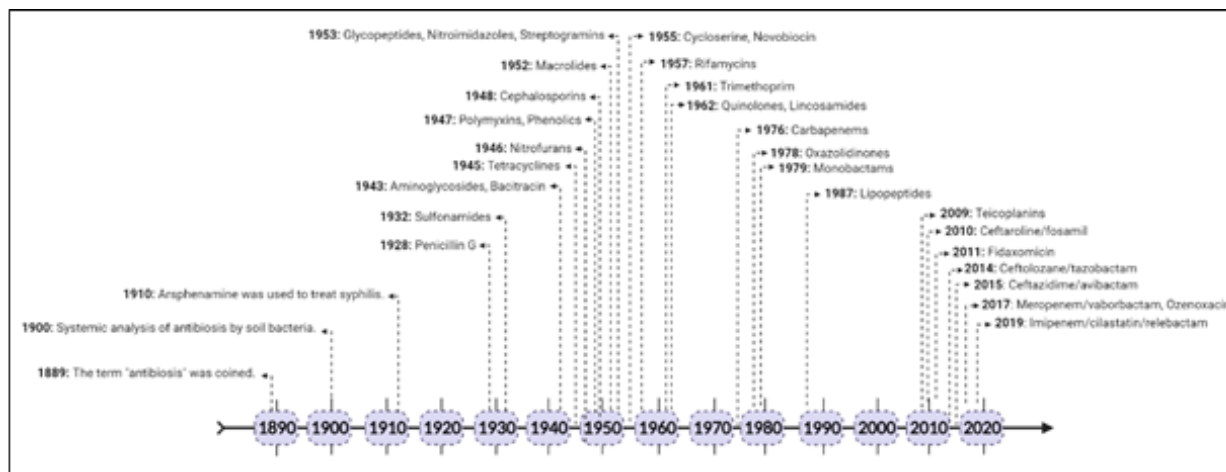 1953: Glycopeptides, Nitroimidazoles, Streptogramins
1955: Cycloserine, Novobiocin
1952: Macrolides
1957: Rifamycins
1961: Trimethoprim
1948: Cephalosporins
1962: Quinolones, Lincosamides
1947: Polymyxins, Phenolics
1976: Carbapenems
1946: Nitrofurans
1978: Oxazolidinones
1945: Tetracyclines
1979: Monobactams
1943: Aminoglycosides, Bacitracin
1987: Lipopeptides
1932: Sulfonamides
2009: Teicoplanins
2010: Ceftaroline/fosamil
1928: Penicillin G
2011: Fidaxomicin
2014: Ceftolozane/tazobactam
2015: Ceftazidime/avibactam
1910: Arsphenamine was used to treat syphilis.
2017: Meropenem/vaborbactam, Ozenoxacin
2019: Imipenem/cilastatin/relebactam
1900: Systemic analysis of antibiosis by soil bacteria.
1889: The term 'antibiosis' was coined.
1890 1900 1910 1920 1930 1940 1950 1960 1970 1980 1990 2000 2010 2020